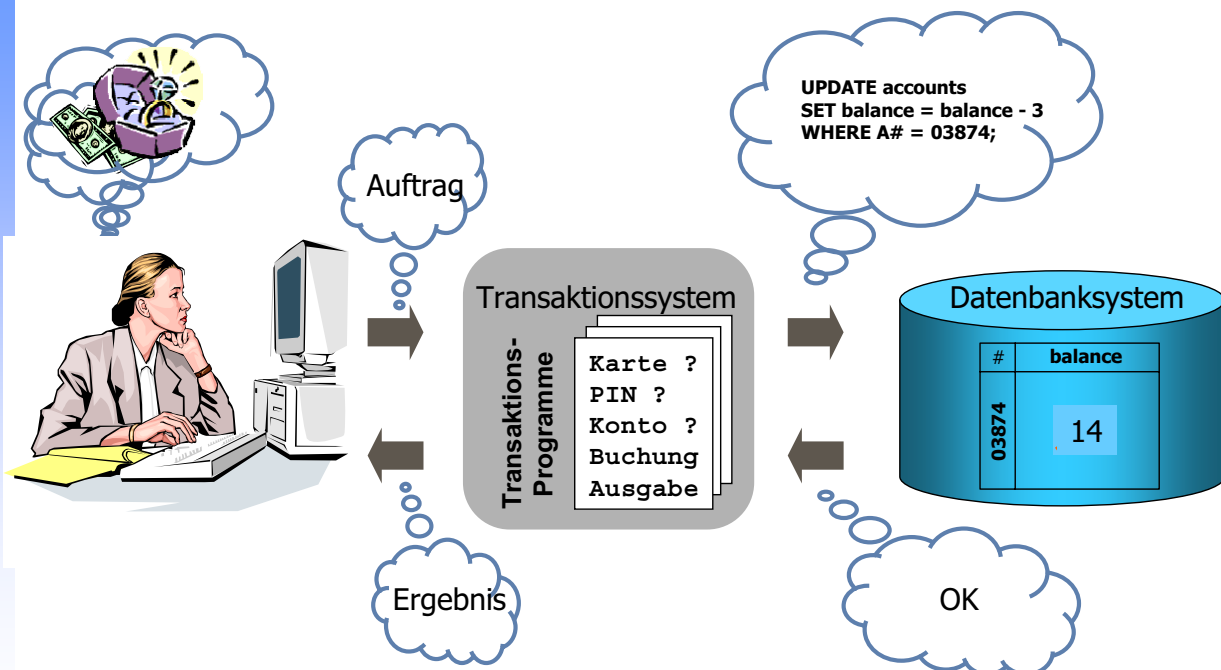 UPDATE accounts
SET balance = balance - 3
WHERE A# = 03874;
Auftrag
Transaktionssystem
Transaktions-
Programme
Karte ?
PIN ?
Konto ?
Buchung
Ausgabe
Datenbanksystem
# balance
03874 14
Ergebnis
OK